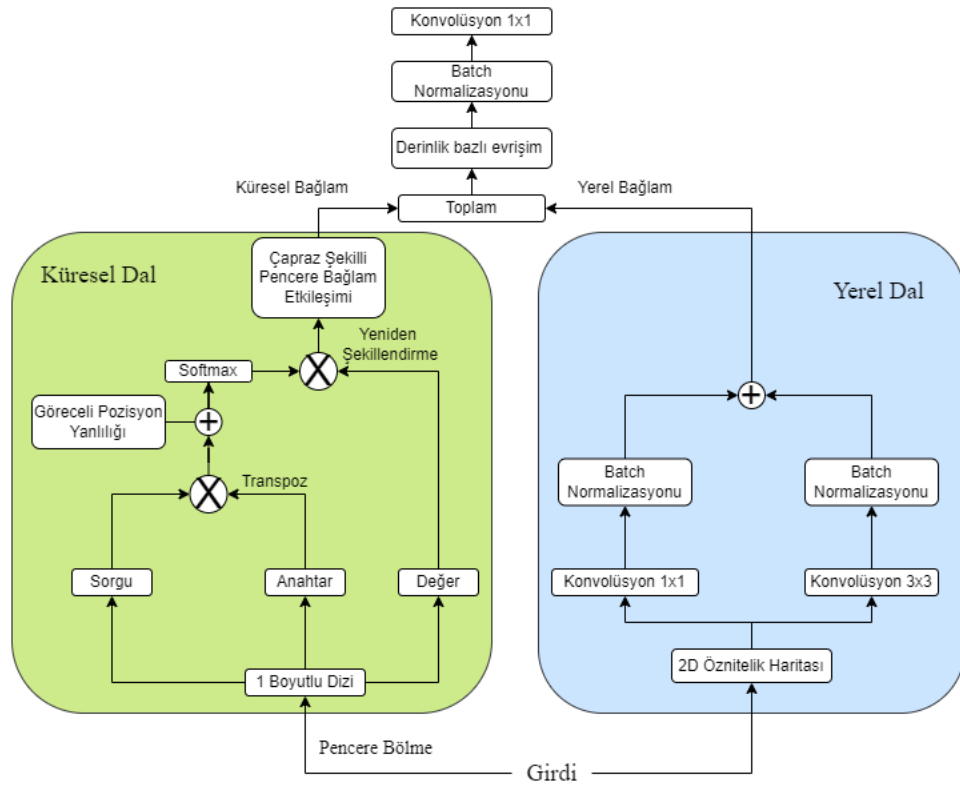 Konvolüsyon 1x1
Batch
Normalizasyonu
Derinlik bazlı evrişim
Küresel Bağlam
Yerel Bağlam
Toplam
Küresel Dal
Çapraz Şekilli
Pencere Bağlam
Etkileşimi
Yerel Dal
Yeniden
Şekillendirme
Softmax
Göreceli Pozisyon
Yanlılığı
Transpoz
Batch
Normalizasyonu
Batch
Normalizasyonu
Sorgu
Anahtar
Değer
Konvolüsyon 1x1
Konvolüsyon 3x3
1 Boyutlu Dizi
2D Öznitelik Haritası
Pencere Bölme
Girdi